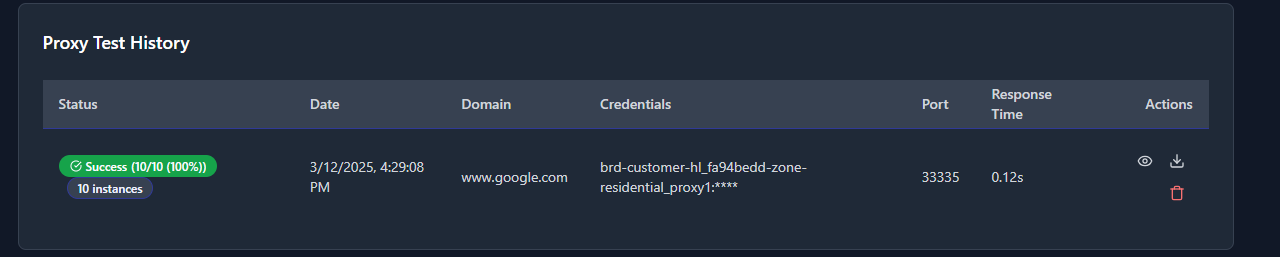 Proxy Test History
Status Date Domain Credentials Port Response Time Actions
Success (10/10 (100%))
10 instances
3/12/2025, 4:29:08
PM
www.google.com
brd-customer-hl_fa94bedd-zone-
residential_proxy1:****
33335
0.12s